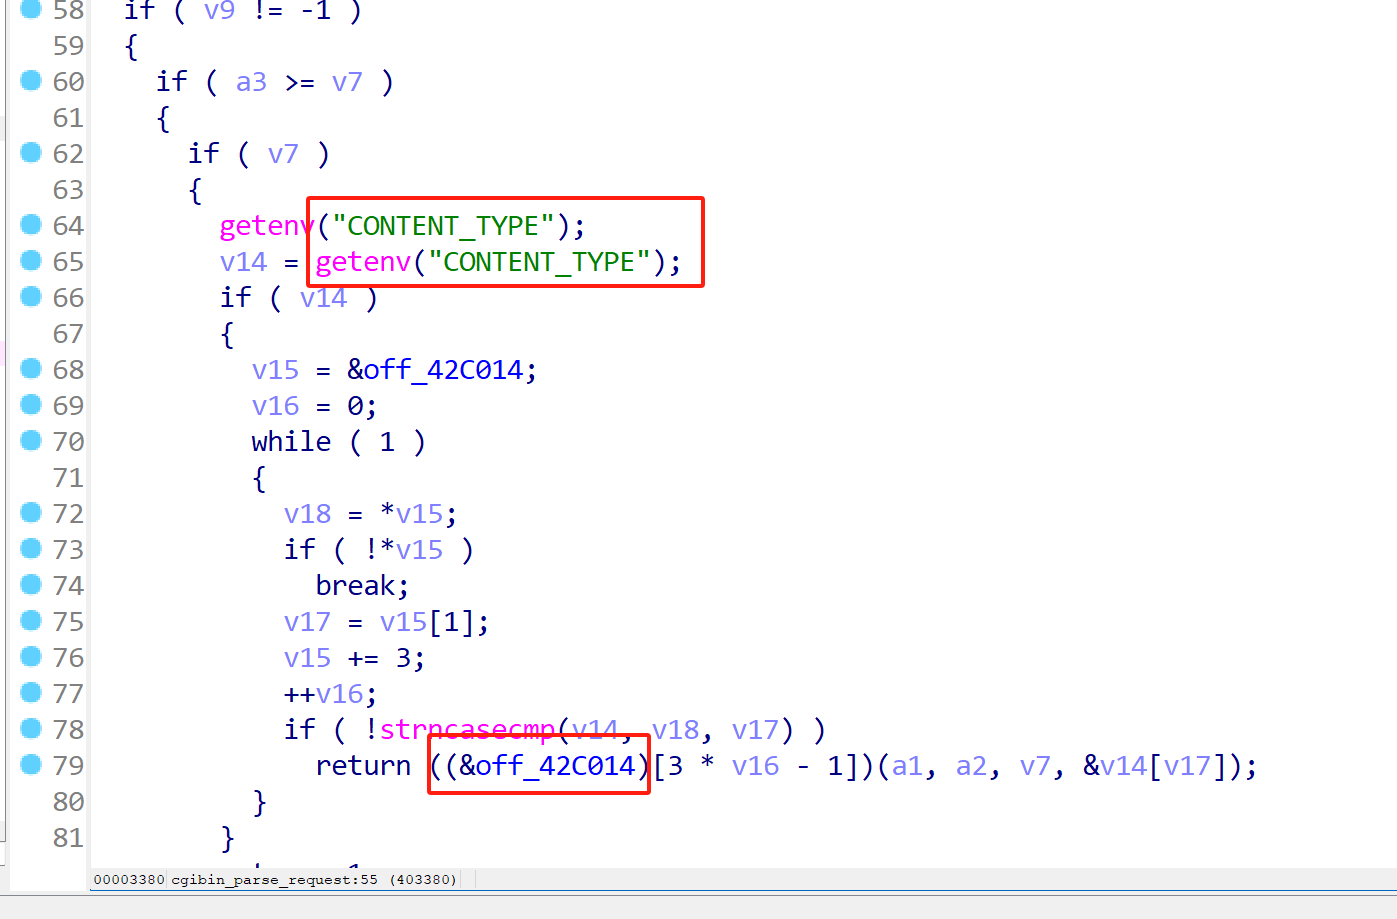 58 if ( v9 != -1 )
59 {
60 if ( a3 >= v7 )
61 {
62 if ( v7 )
63 {
64 getenv("CONTENT_TYPE");
65 v14 = getenv("CONTENT_TYPE");
66 if ( v14 )
67 {
68 v15 = &off_42C014;
69 v16 = 0;
70 while ( 1 )
71 {
72 v18 = *v15;
73 if ( !*v15 )
74 break;
75 v17 = v15[1];
76 v15 += 3;
77 ++v16;
78 if ( !strncasecmp(v14, v18, v17) )
79 return ((&off_42C014)[3 * v16 - 1])(a1, a2, v7, &v14[v17]);
80 }
81 }
00003380 cgibin_parse_request:55 (403380)